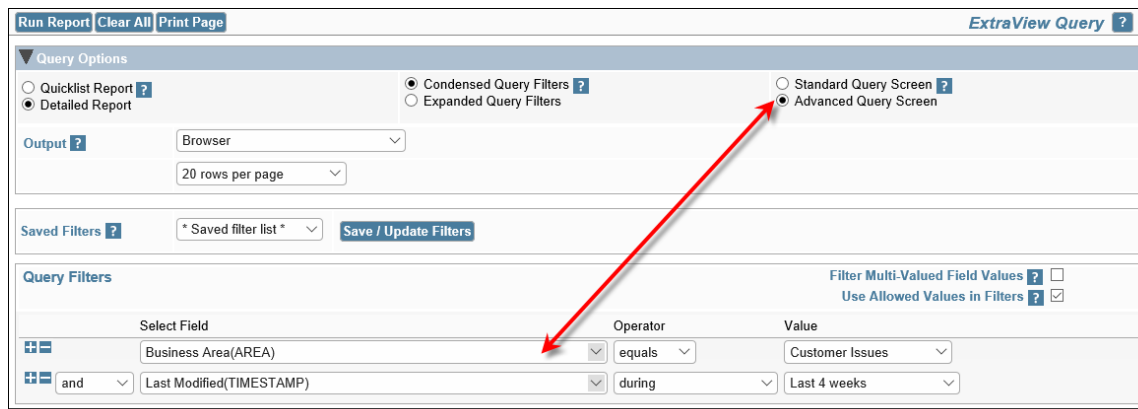 Run Report Clear All Print Page ExtraView Query ?
Query Options
Quicklist Report ? Condensed Query Filters ? Standard Query Screen ?
Detailed Report Expanded Query Filters Advanced Query Screen
Output ? Browser
20 rows per page
Saved Filters ? * Saved filter list * Save / Update Filters
Query Filters Filter Multi-Valued Field Values ?
Use Allowed Values in Filters ?
Select Field Operator Value
Business Area(AREA) equals Customer Issues
and Last Modified(TIMESTAMP) during Last 4 weeks